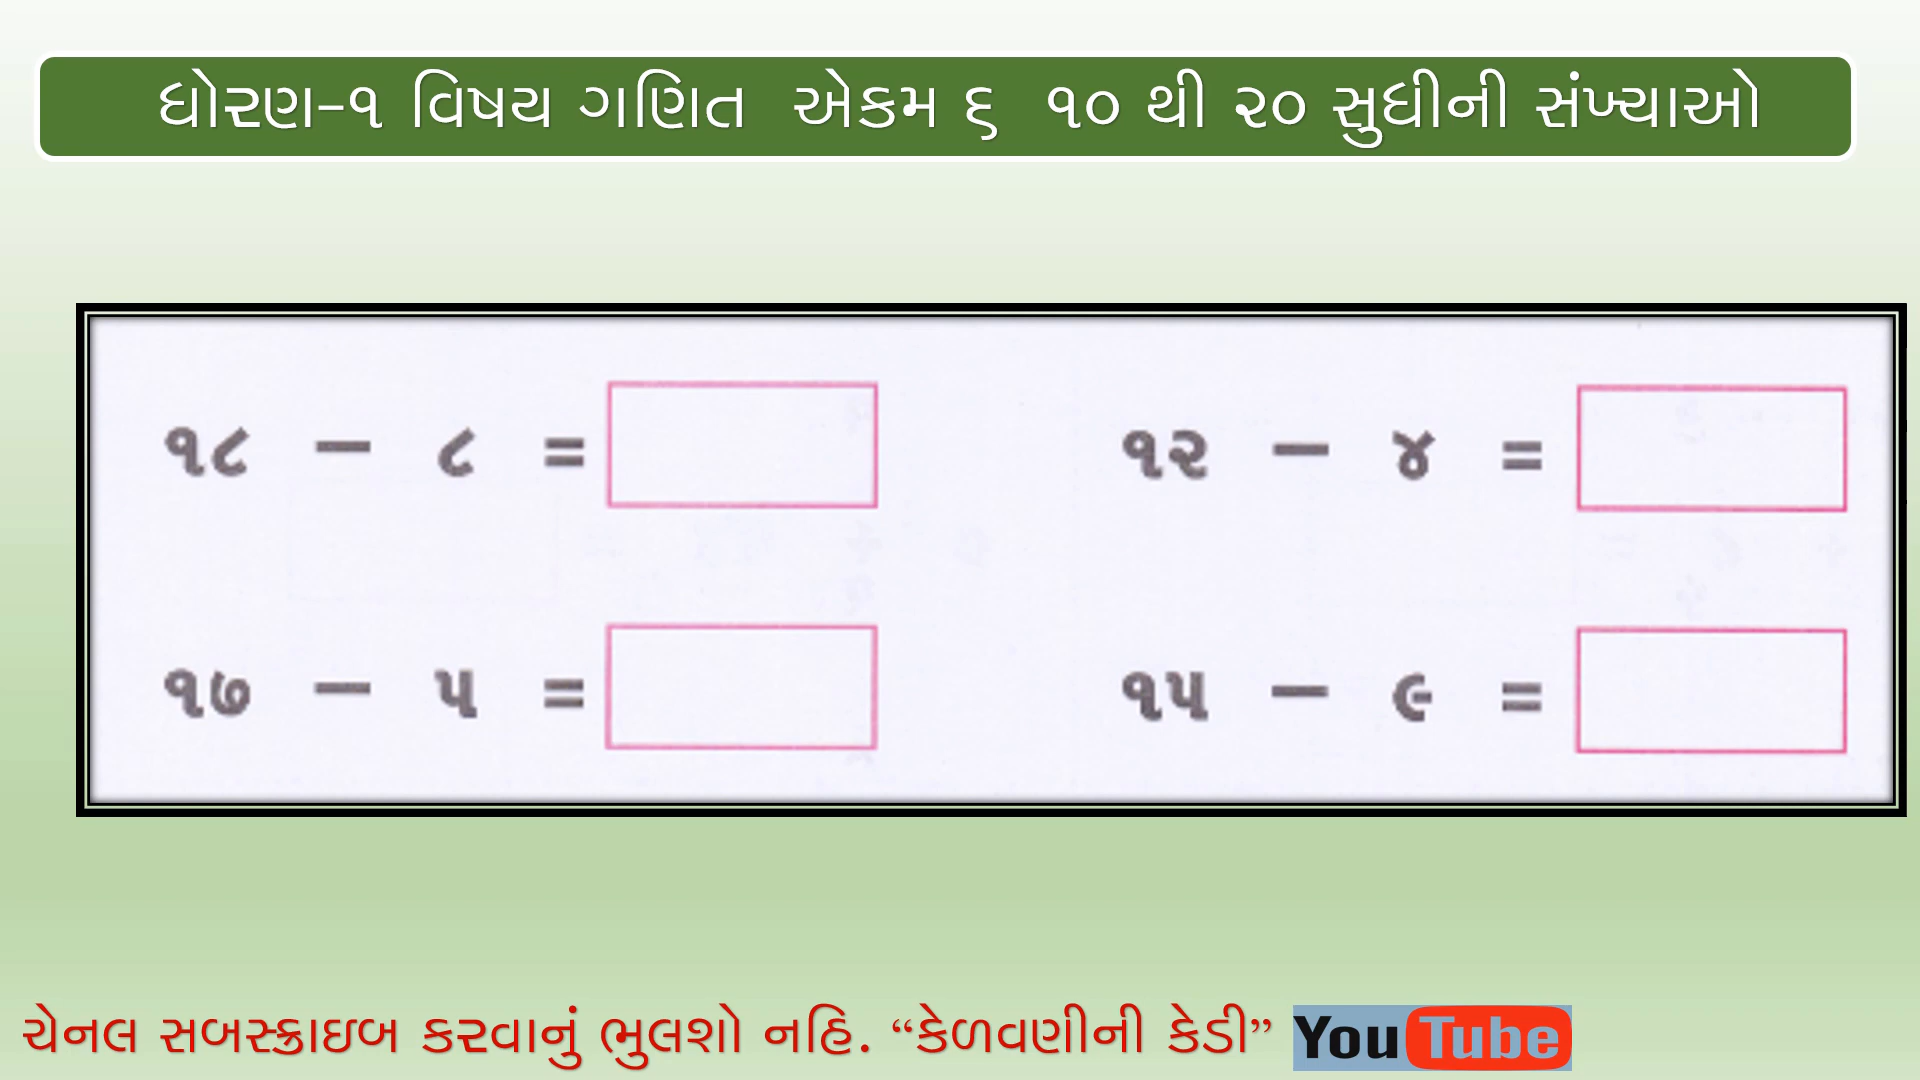 ધોરણ-૧ વિષય ગણિત એકમ ૬ ૧૦ થી ૨૦ સુધીની સંખ્યાઓ
૧૮ – ૮ =
૧૨ – ૪ =
૧૭ – ૫ =
૧૫ – ૯ =
ચેનલ સબસ્ક્રાઇબ કરવાનું ભુલશો નહિ. “કેળવણીની કેડી” YouTube